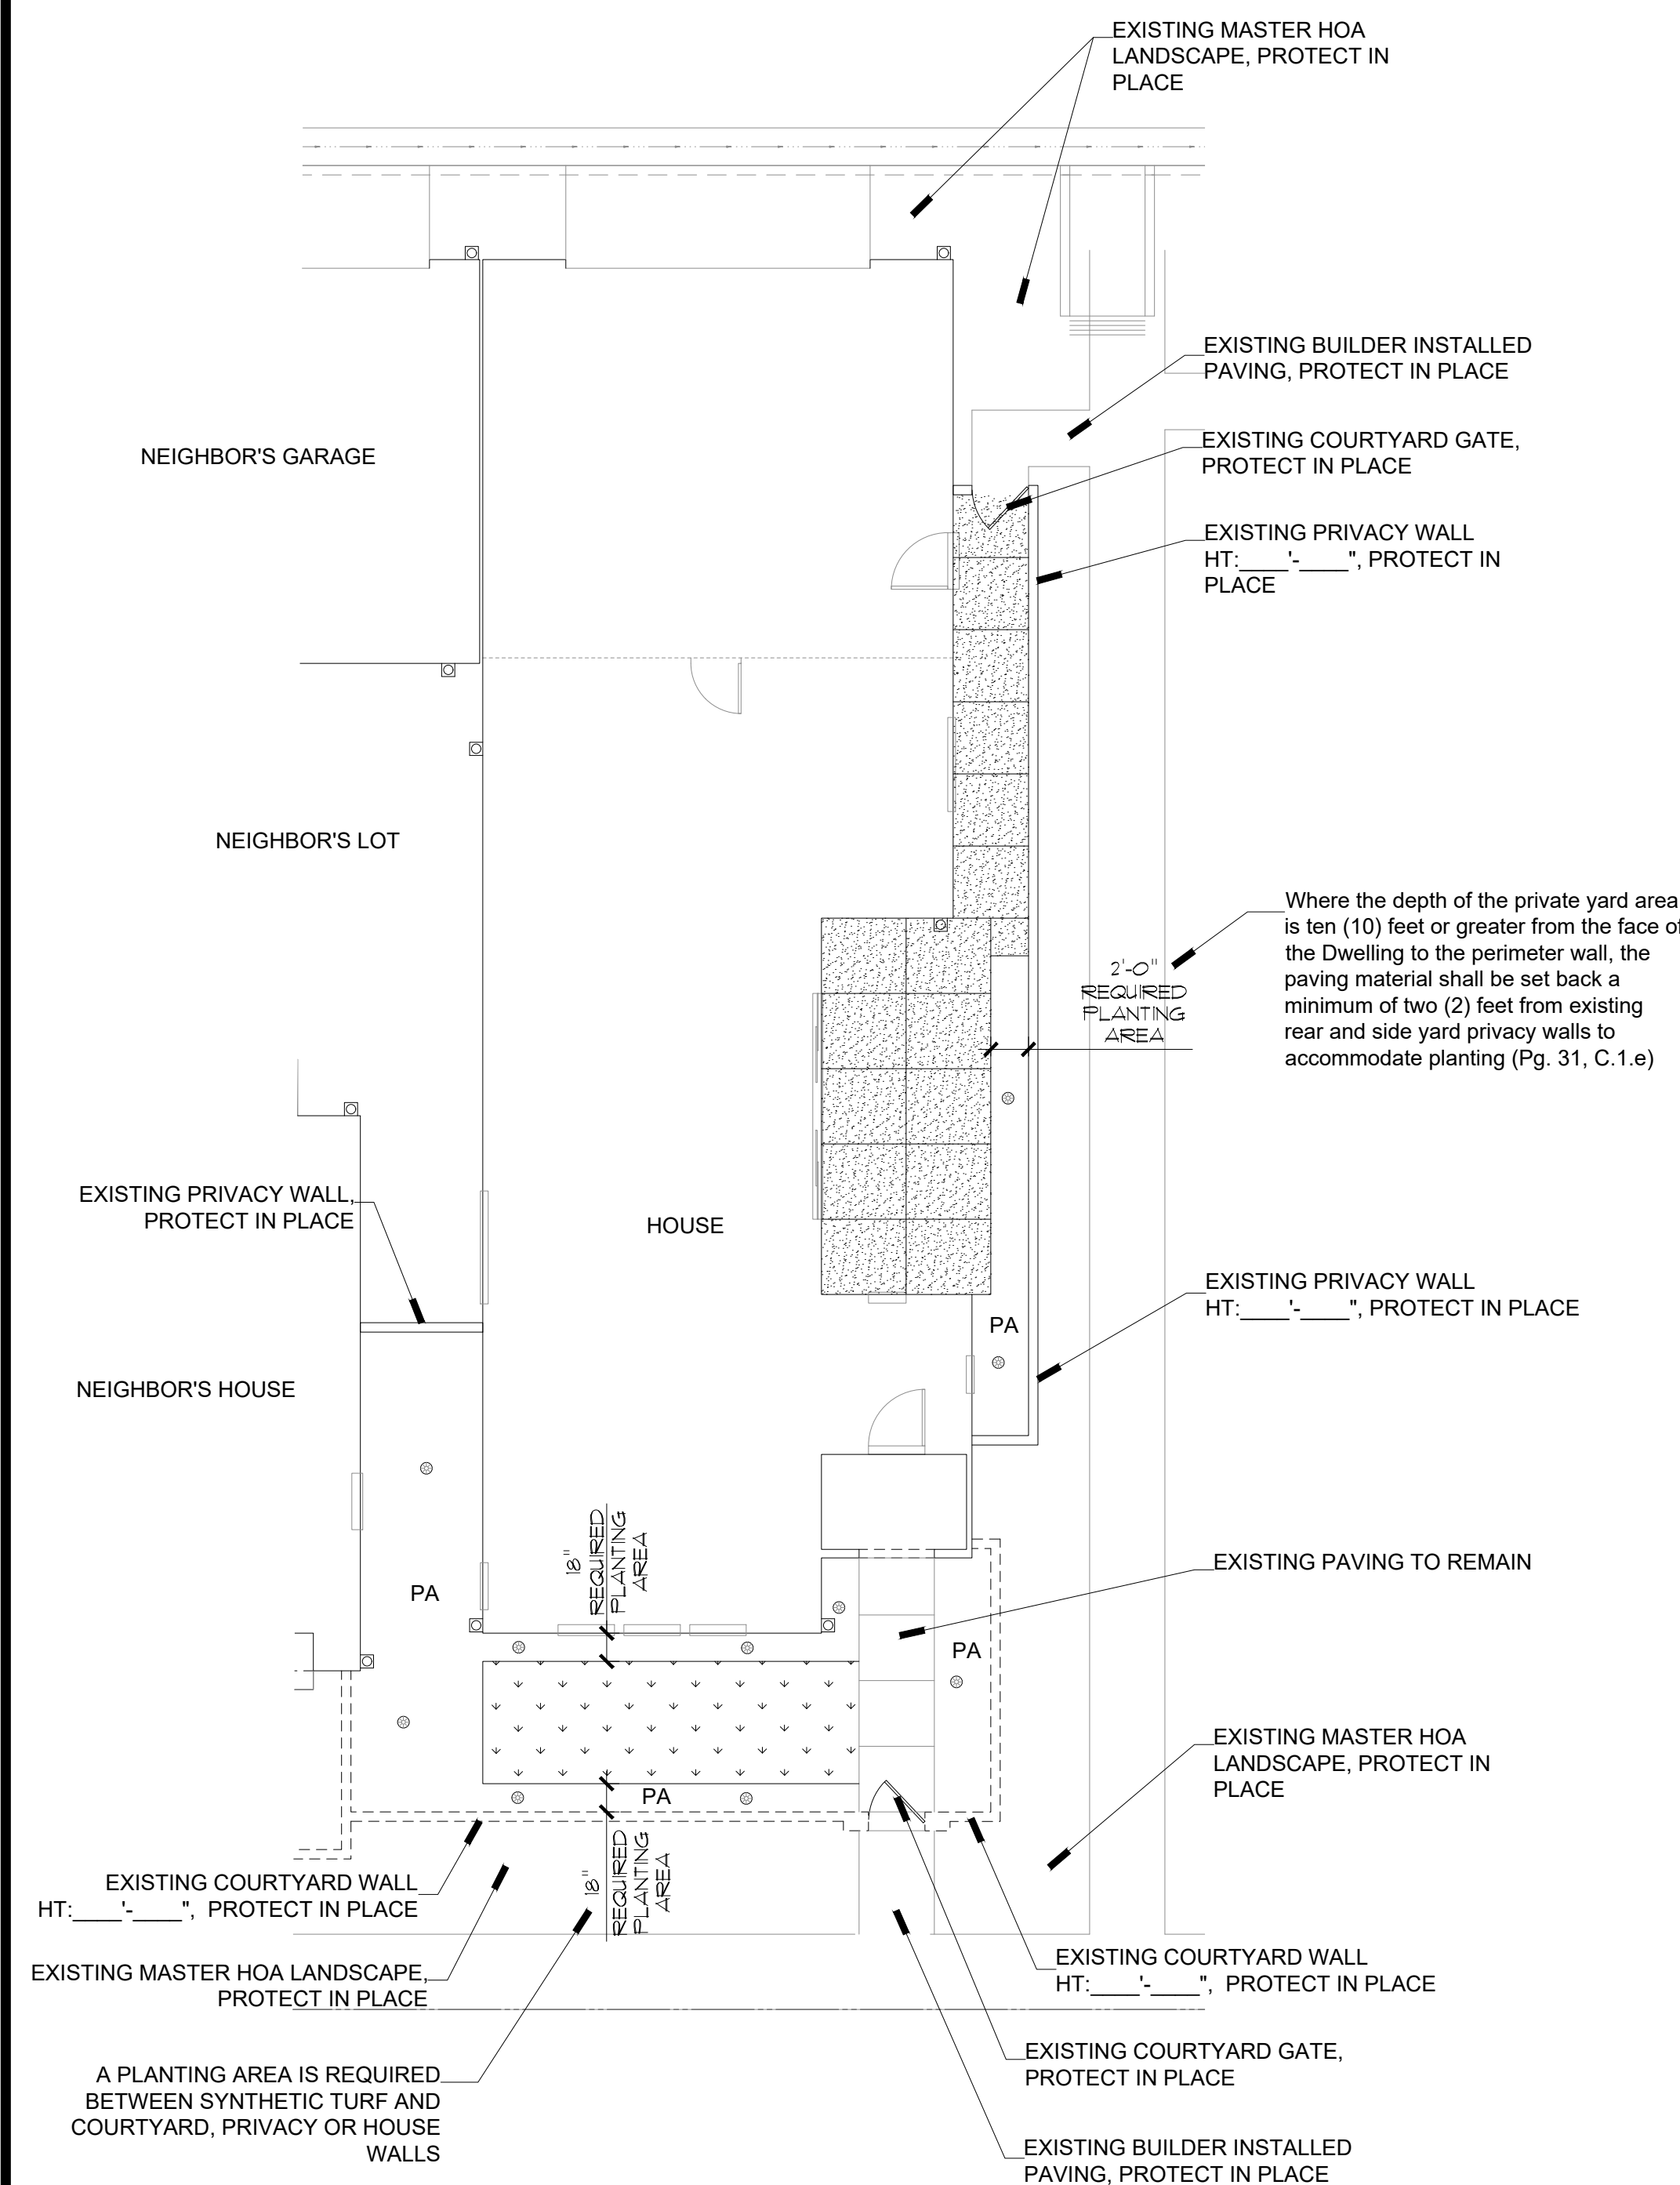 EXISTING MASTER HOA
LANDSCAPE, PROTECT IN
PLACE
EXISTING BUILDER INSTALLED
PAVING, PROTECT IN PLACE
NEIGHBOR'S GARAGE
EXISTING COURTYARD GATE,
PROTECT IN PLACE
EXISTING PRIVACY WALL
HT:____'-____", PROTECT IN
PLACE
NEIGHBOR'S LOT
Where the depth of the private yard area
is ten (10) feet or greater from the face of
the Dwelling to the perimeter wall, the
paving material shall be set back a
minimum of two (2) feet from existing
rear and side yard privacy walls to
accommodate planting (Pg. 31, C.1.e)
2'-0"
REQUIRED
PLANTING
AREA
EXISTING PRIVACY WALL,
PROTECT IN PLACE
HOUSE
EXISTING PRIVACY WALL
HT:____'-____", PROTECT IN PLACE
PA
NEIGHBOR'S HOUSE
18"
REQUIRED
PLANTING
AREA
EXISTING PAVING TO REMAIN
PA
PA
EXISTING MASTER HOA
LANDSCAPE, PROTECT IN
PLACE
PA
18"
REQUIRED
PLANTING
AREA
EXISTING COURTYARD WALL
HT:____'-____", PROTECT IN PLACE
EXISTING MASTER HOA LANDSCAPE,
PROTECT IN PLACE
EXISTING COURTYARD WALL
HT:____'-____", PROTECT IN PLACE
A PLANTING AREA IS REQUIRED
BETWEEN SYNTHETIC TURF AND
COURTYARD, PRIVACY OR HOUSE
WALLS
EXISTING COURTYARD GATE,
PROTECT IN PLACE
EXISTING BUILDER INSTALLED
PAVING, PROTECT IN PLACE